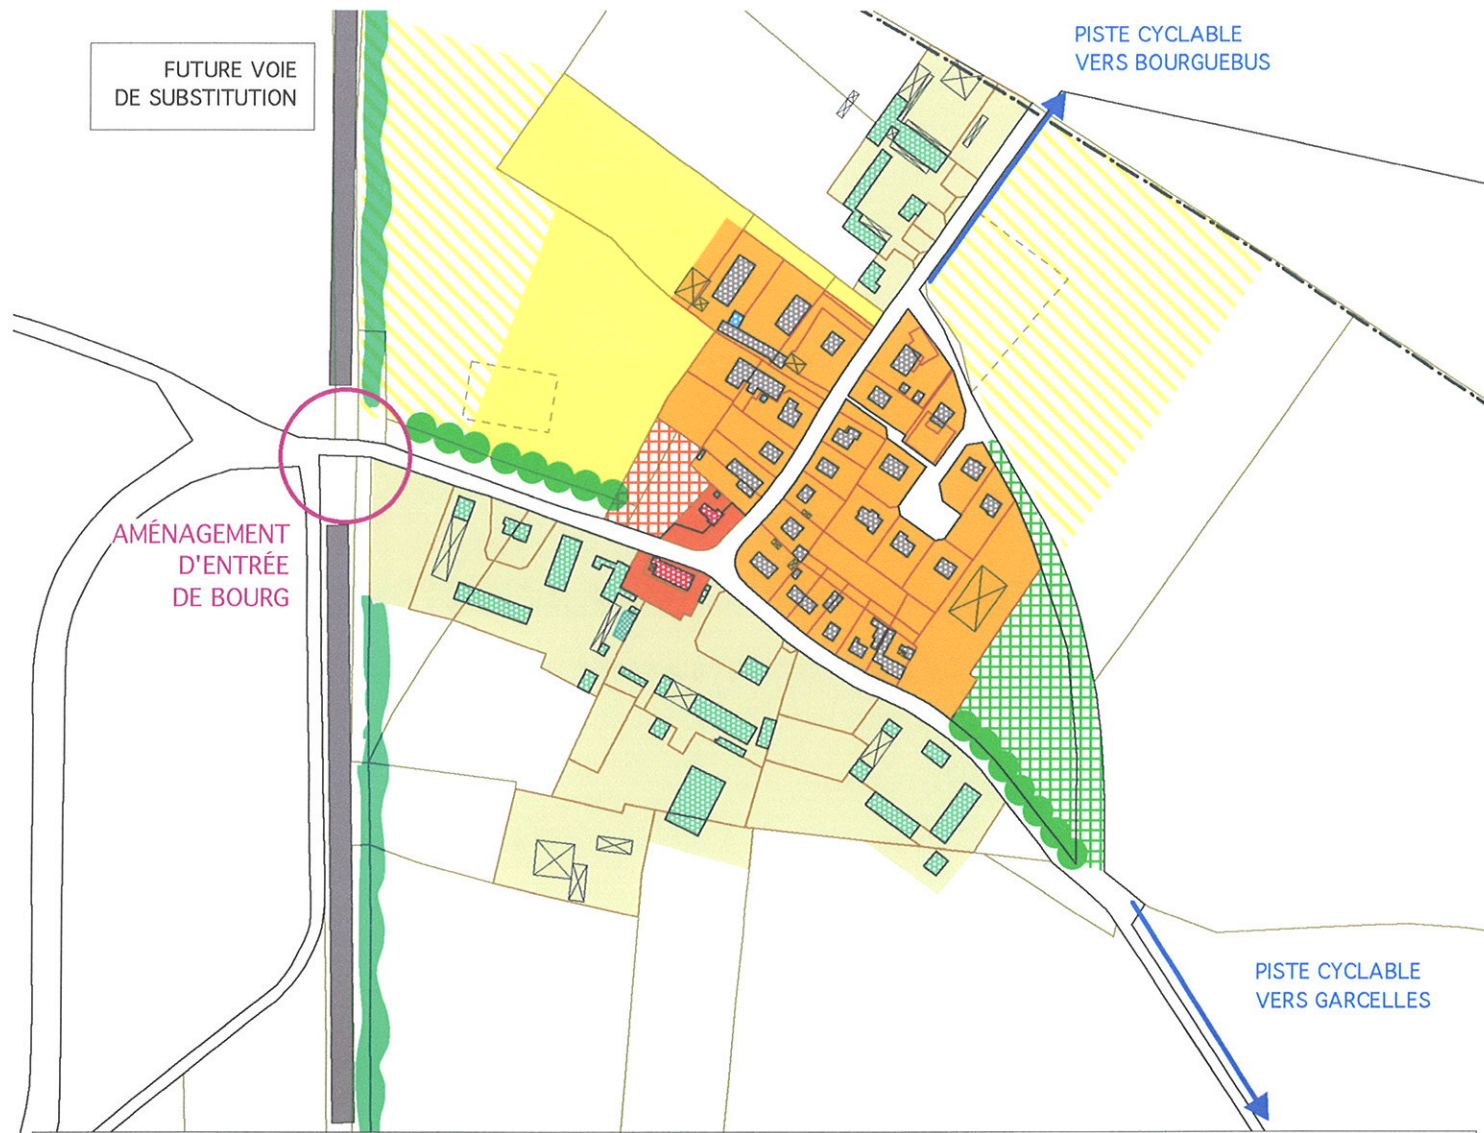 FUTURE VOIE
DE SUBSTITUTION
PISTE CYCLABLE
VERS BOURGUEBUS
AMÉNAGEMENT
D'ENTRÉE
DE BOURG
PISTE CYCLABLE
VERS GARCELLES